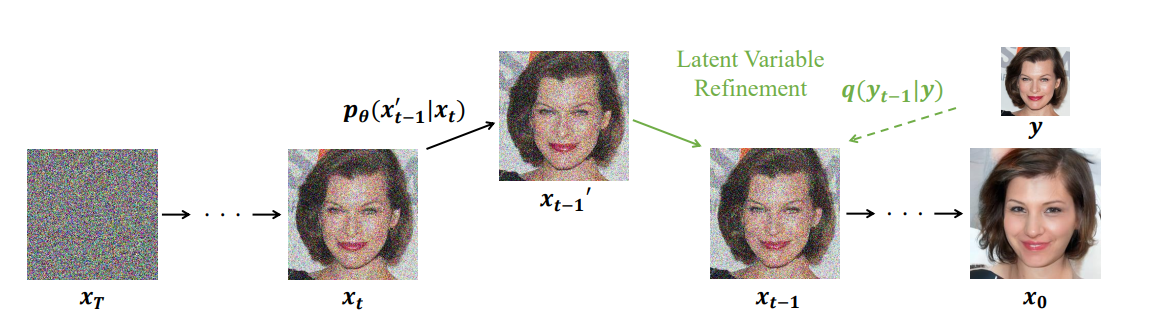 Latent Variable
Refinement
q(y_{t-1}|y)
p_θ(x'_{t-1}|x_t)
y
x_{t-1}'
x_T
. . .
x_t
x_{t-1}
. . .
x_0